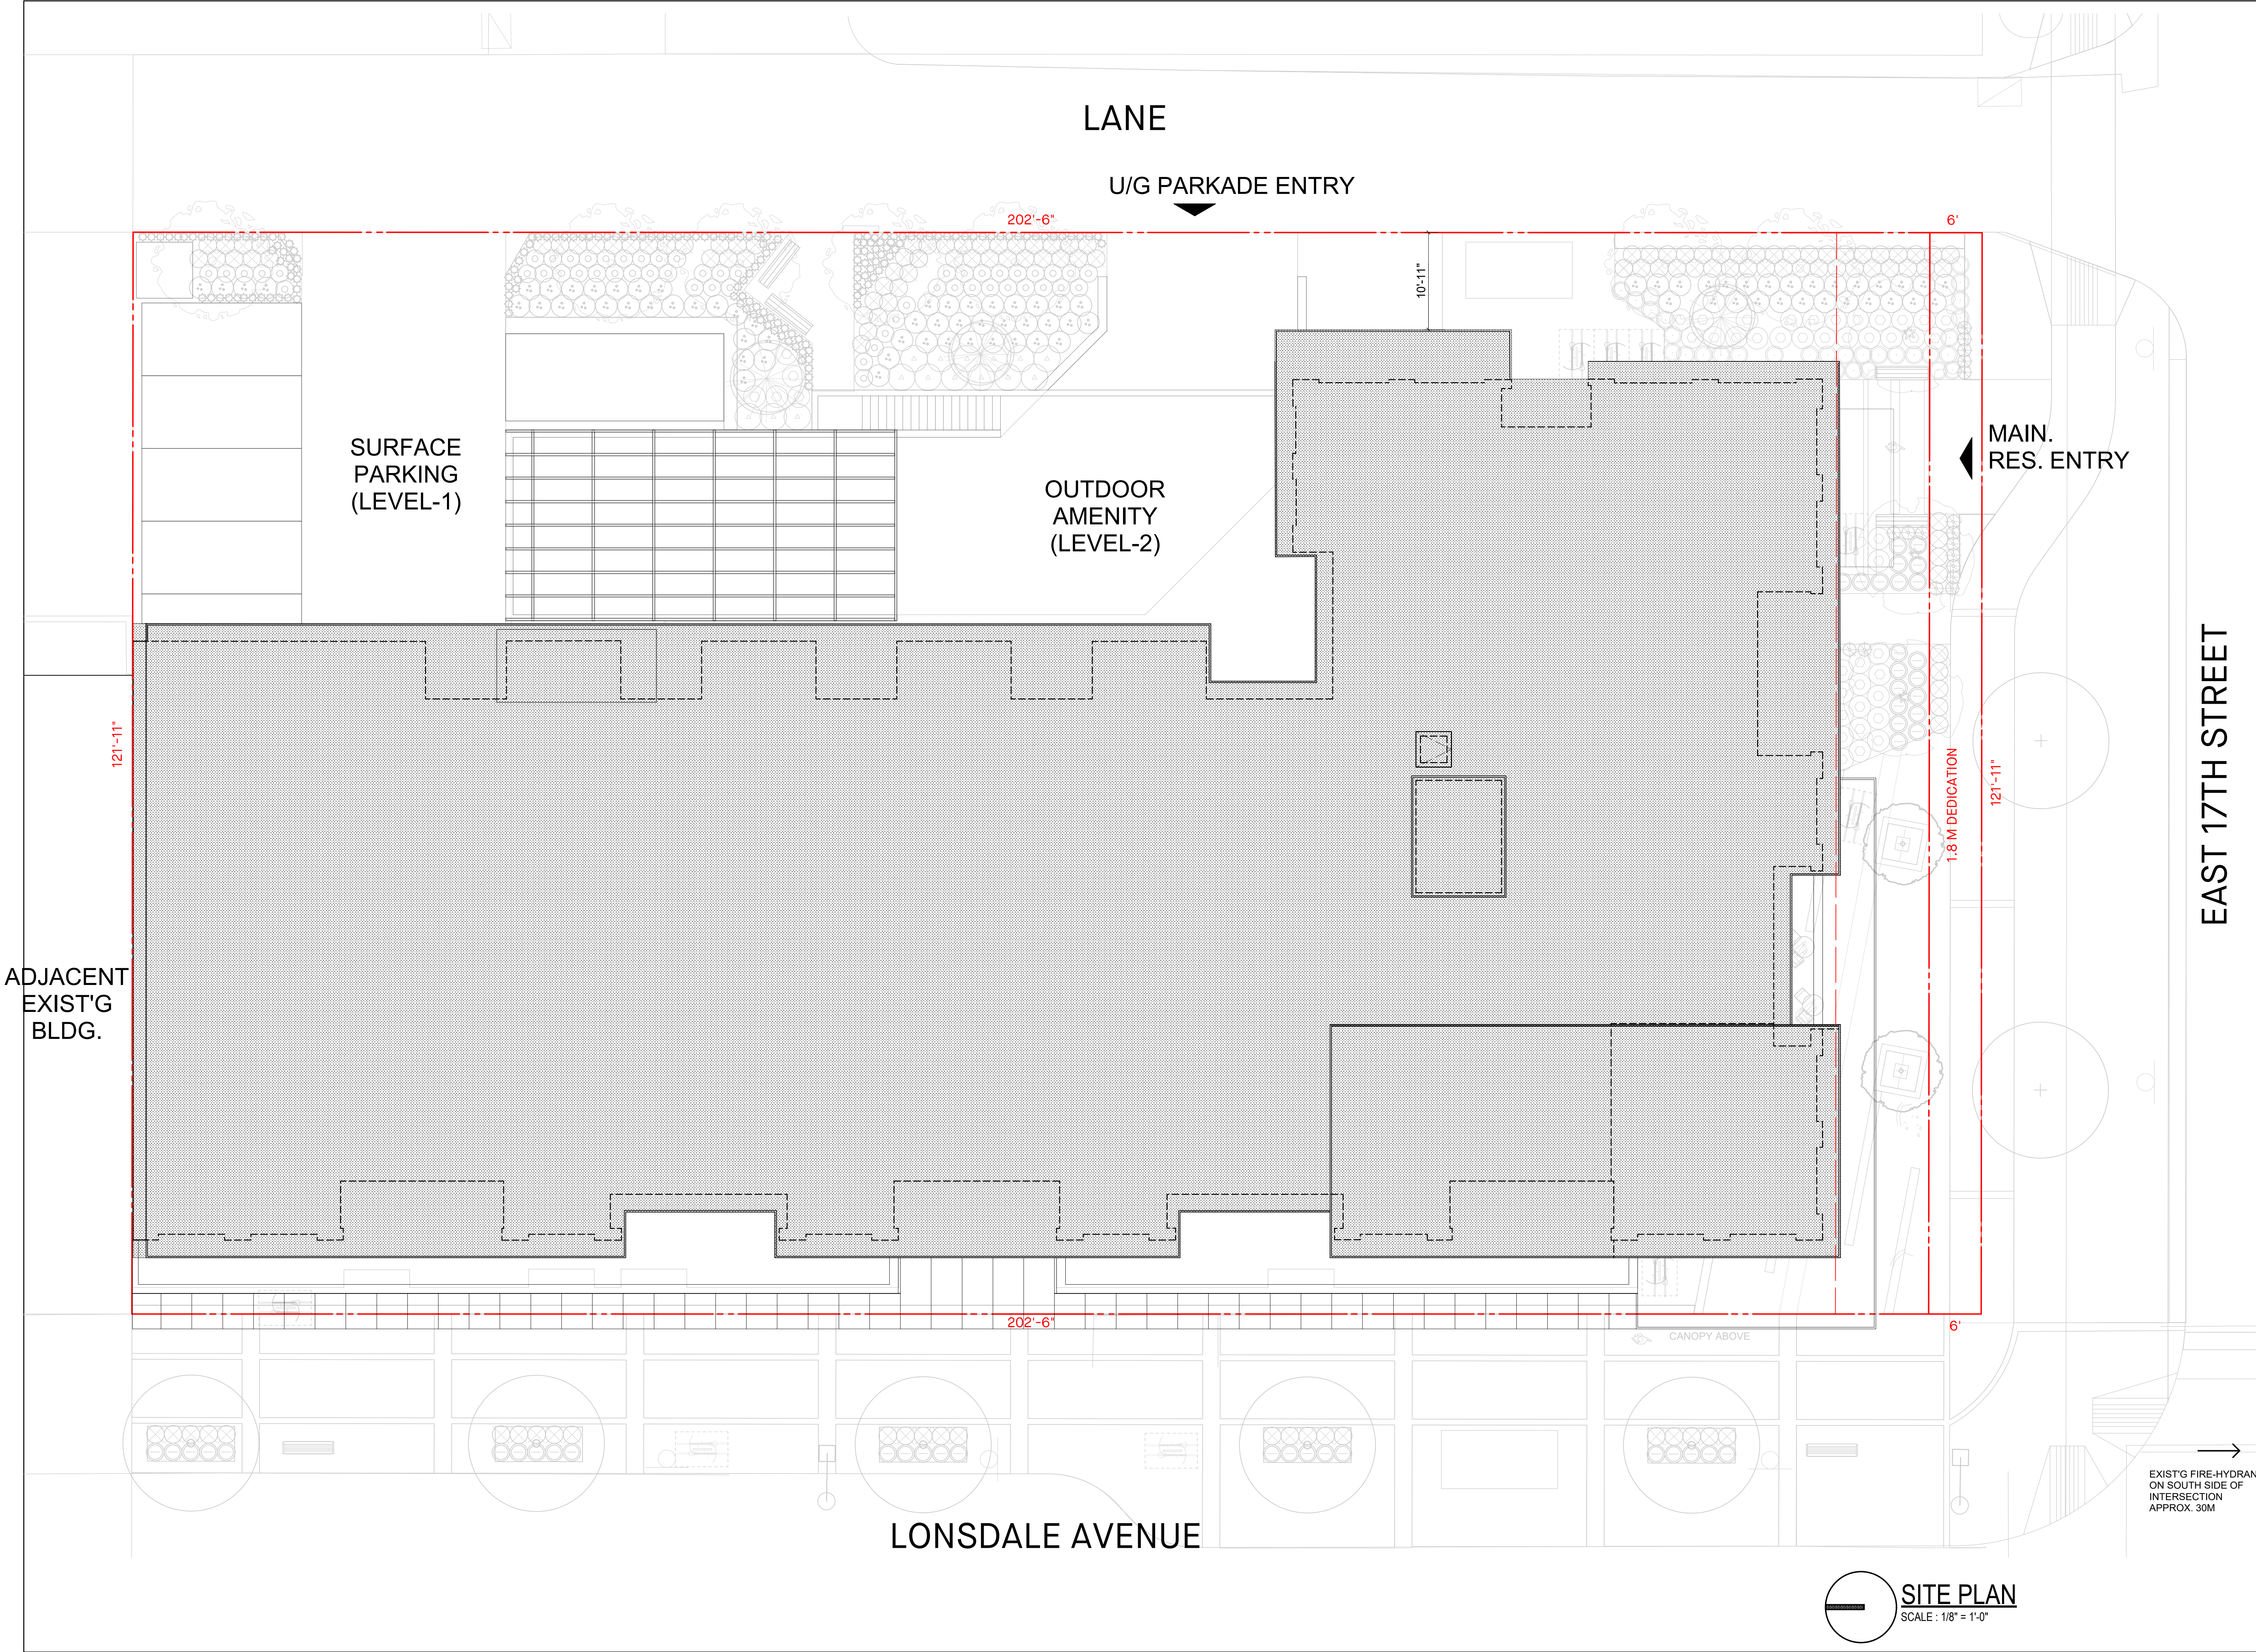 LANE
U/G PARKADE ENTRY
202'-6"
6'
10'-11"
MAIN.
RES. ENTRY
SURFACE
PARKING
(LEVEL-1)
OUTDOOR
AMENITY
(LEVEL-2)
EAST 17TH STREET
121'-11"
1.8 M DEDICATION
121'-11"
ADJACENT
EXIST'G
BLDG.
202'-6"
6'
CANOPY ABOVE
EXIST'G FIRE-HYDRAN
ON SOUTH SIDE OF
INTERSECTION
APPROX. 30M
LONSDALE AVENUE
SITE PLAN
SCALE : 1/8" = 1'-0"